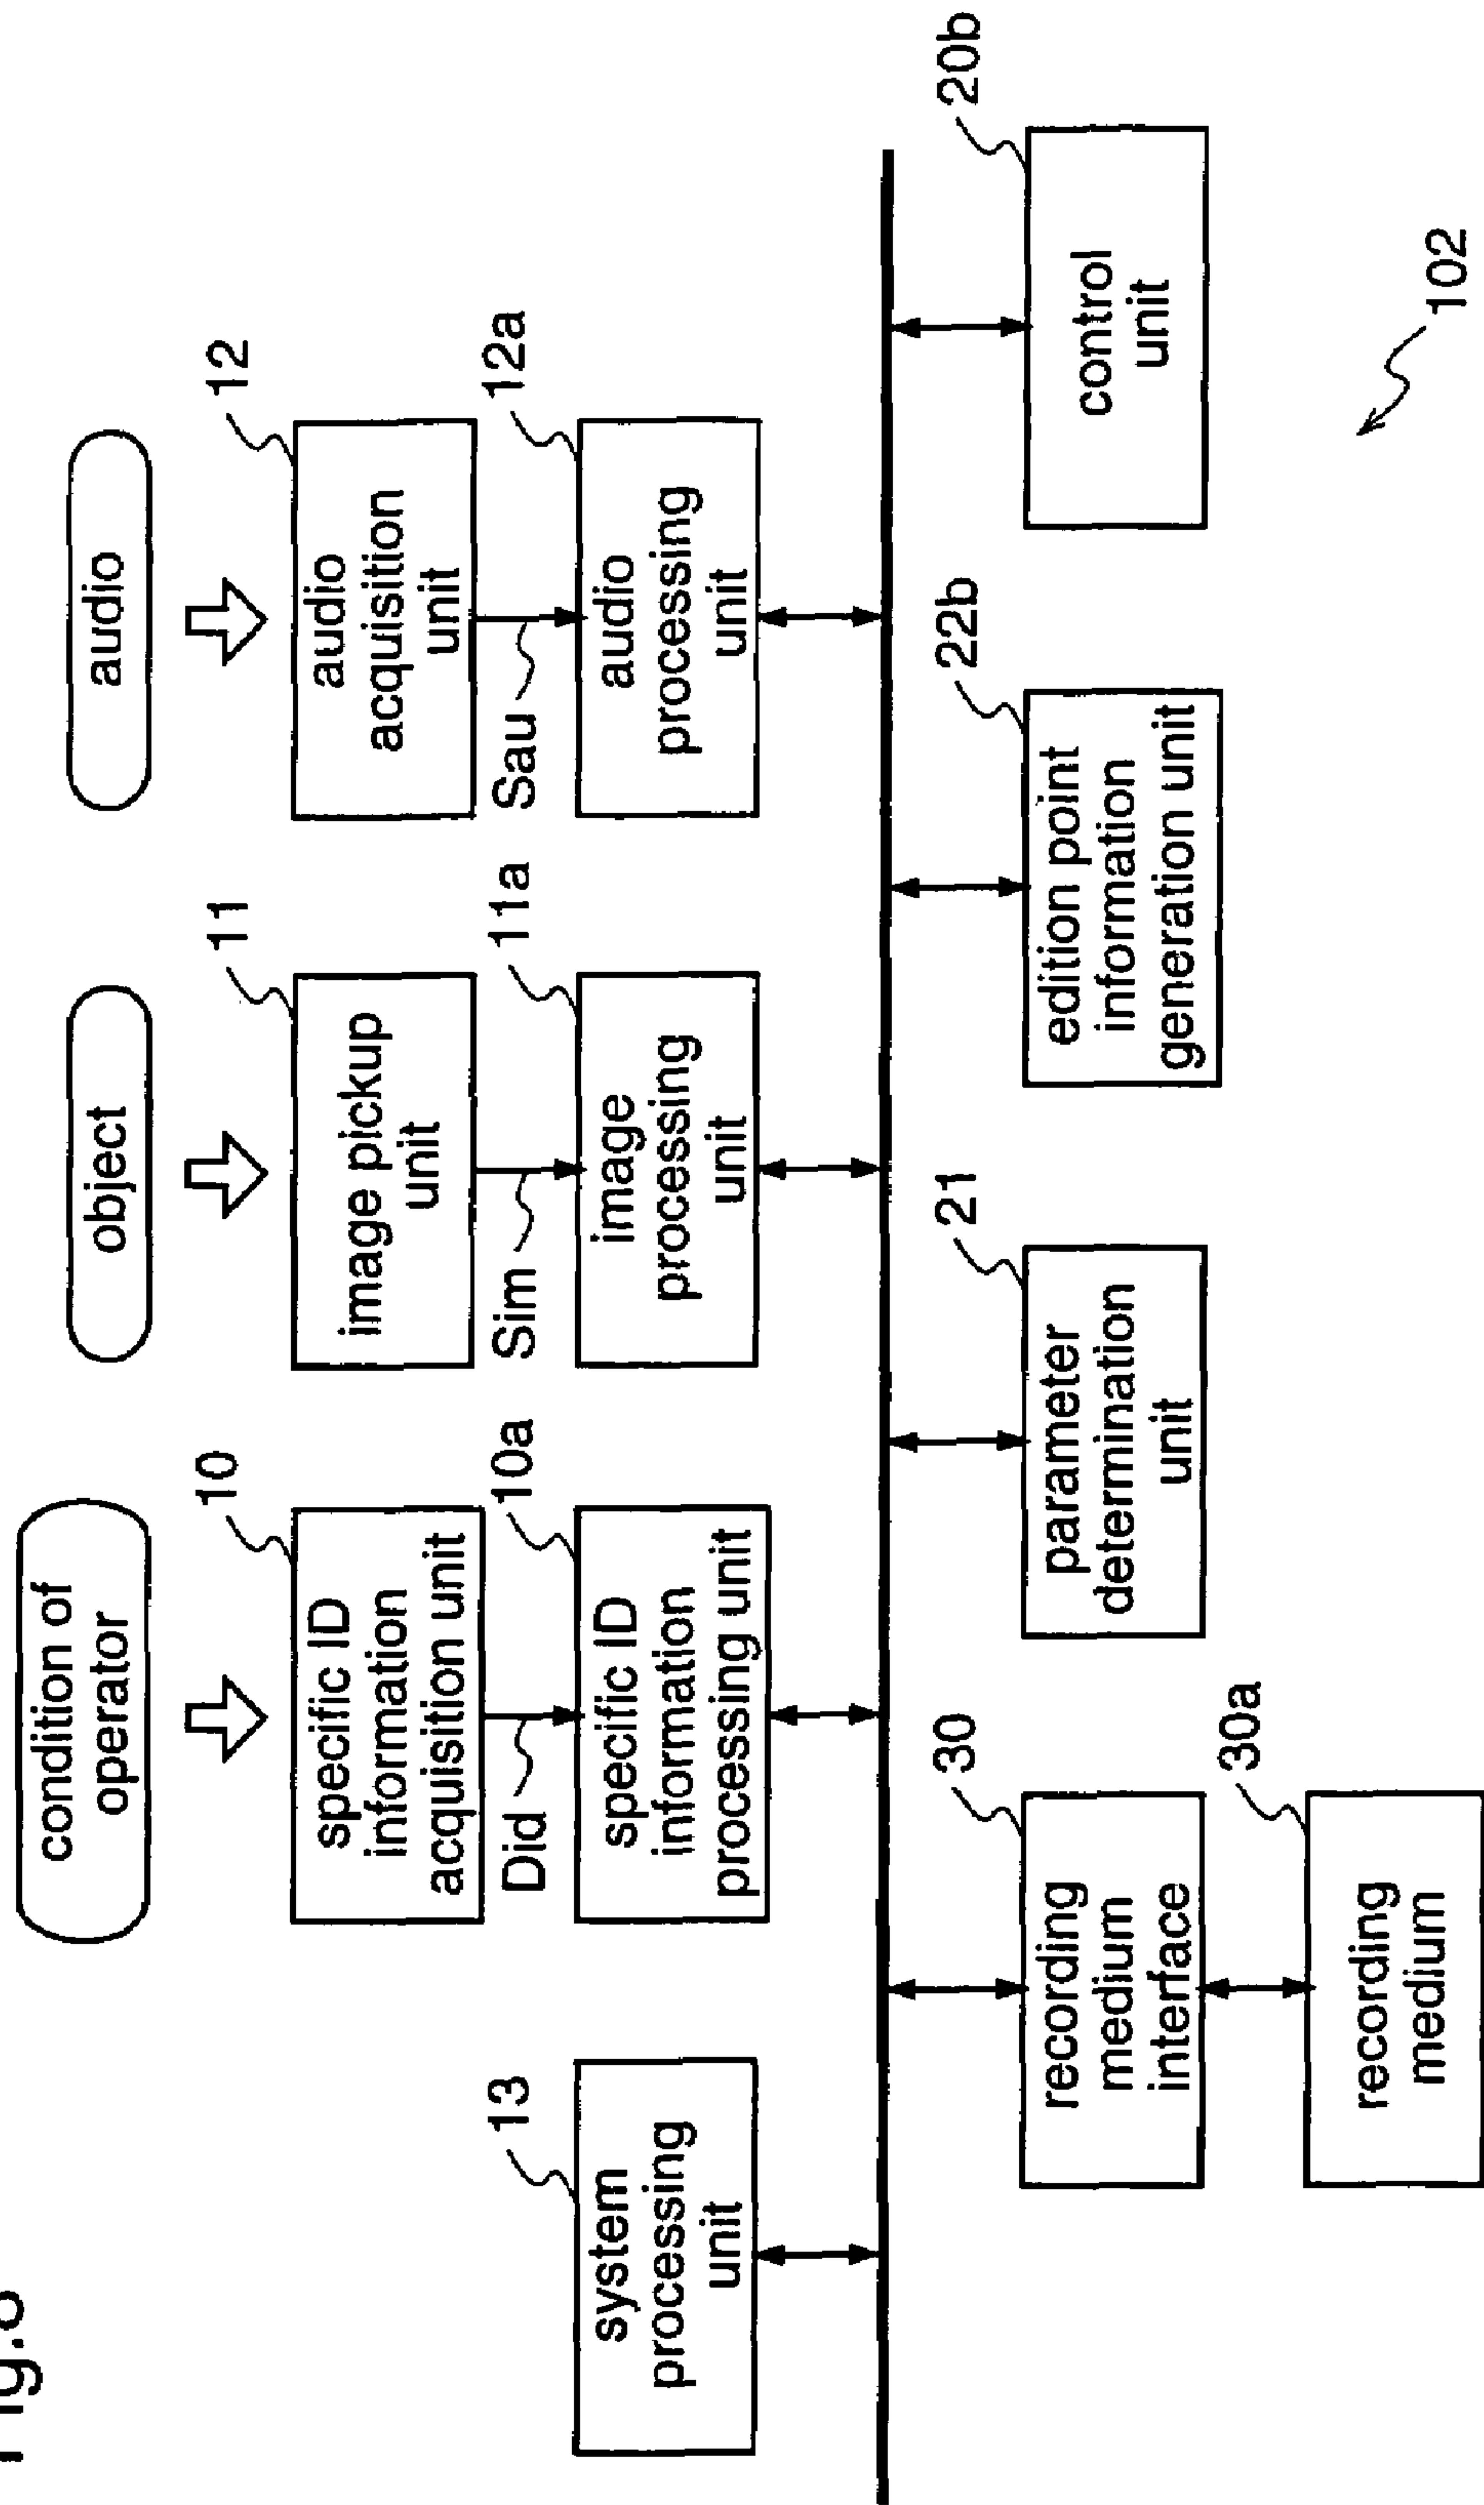 condition of
operator
object
audio
10
specific ID
information
acquisition unit
11
image pickup
unit
12
audio
acquisition
unit
Did
Sim
Sau
13
system
processing
unit
10a
specific ID
information
processing unit
11a
image
processing
unit
12a
audio
processing
unit
30
recording
medium
interface
21
parameter
determination
unit
22b
edition point
information
generation unit
20b
control
unit
30a
recording
medium
102